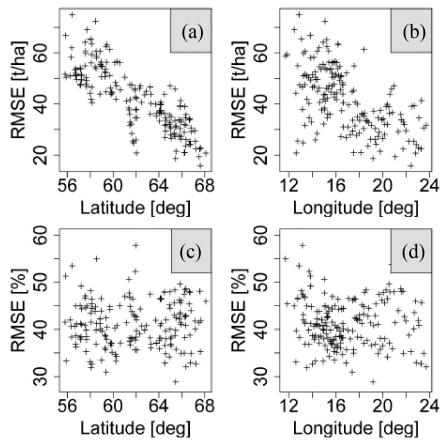 (a)
RMSE [t/ha]
20 40 60
56 60 64 68
Latitude [deg]
(b)
RMSE [t/ha]
20 40 60
12 16 20 24
Longitude [deg]
(c)
RMSE [%]
30 40 50 60
56 60 64 68
Latitude [deg]
(d)
RMSE [%]
30 40 50 60
12 16 20 24
Longitude [deg]